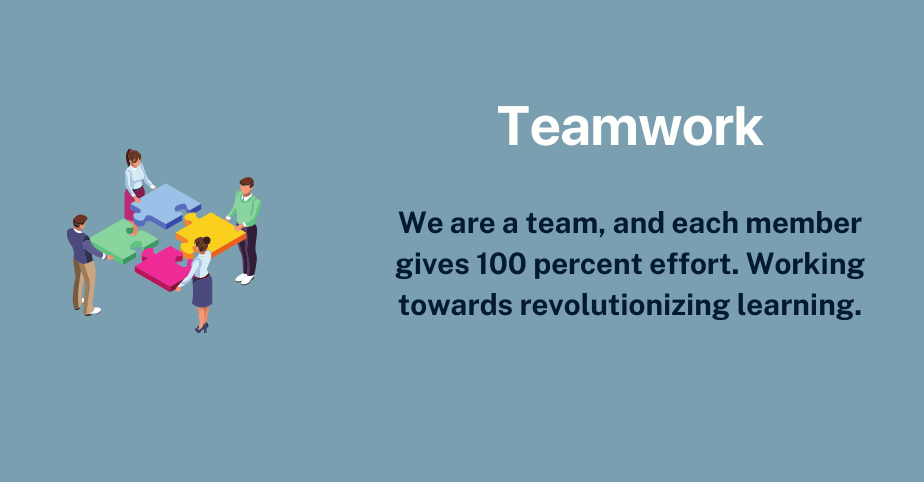 Teamwork
We are a team, and each member
gives 100 percent effort. Working
towards revolutionizing learning.